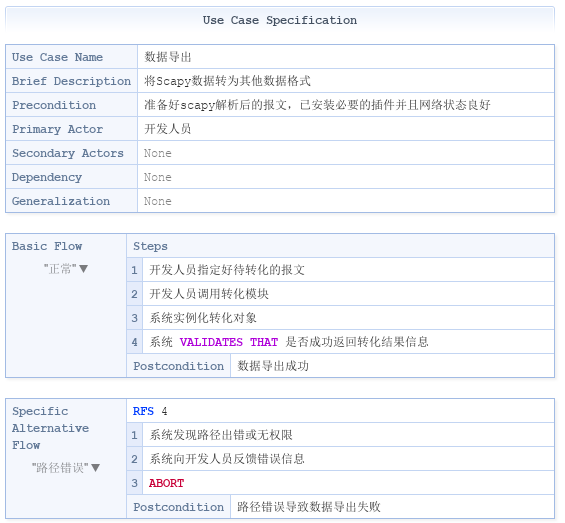 Use Case Specification
Use Case Name 数据导出
Brief Description 将Scapy数据转为其他数据格式
Precondition 准备好scapy解析后的报文，已安装必要的插件并且网络状态良好
Primary Actor 开发人员
Secondary Actors None
Dependency None
Generalization None
Basic Flow Steps
"正常"▼
1 开发人员指定好待转化的报文
2 开发人员调用转化模块
3 系统实例化转化对象
4 系统 VALIDATES THAT 是否成功返回转化结果信息
Postcondition 数据导出成功
Specific
Alternative
Flow
"路径错误"▼
RFS 4
1 系统发现路径出错或无权限
2 系统向开发人员反馈错误信息
3 ABORT
Postcondition 路径错误导致数据导出失败